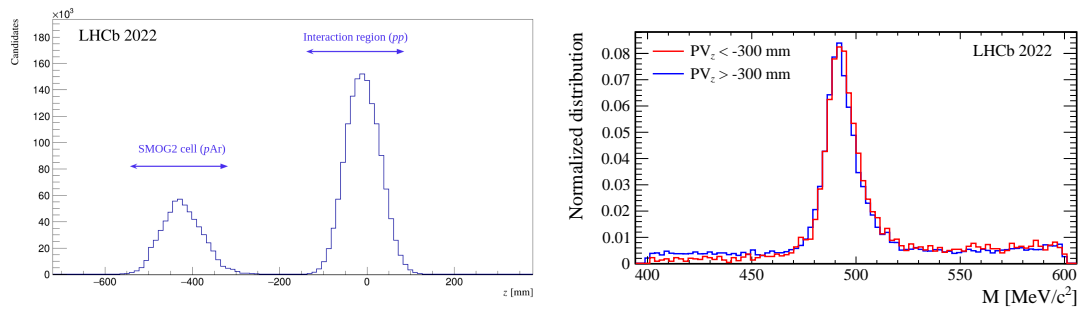 ×10³
Candidates
180
160
140
120
100
80
60
40
20
0
LHCb 2022
Interaction region (pp)
SMOG2 cell (pAr)
−600 −400 −200 0 200
z [mm]
Normalized distribution
0.08
0.07
0.06
0.05
0.04
0.03
0.02
0.01
0
PV_z < -300 mm
PV_z > -300 mm
LHCb 2022
400 450 500 550 600
M [MeV/c²]